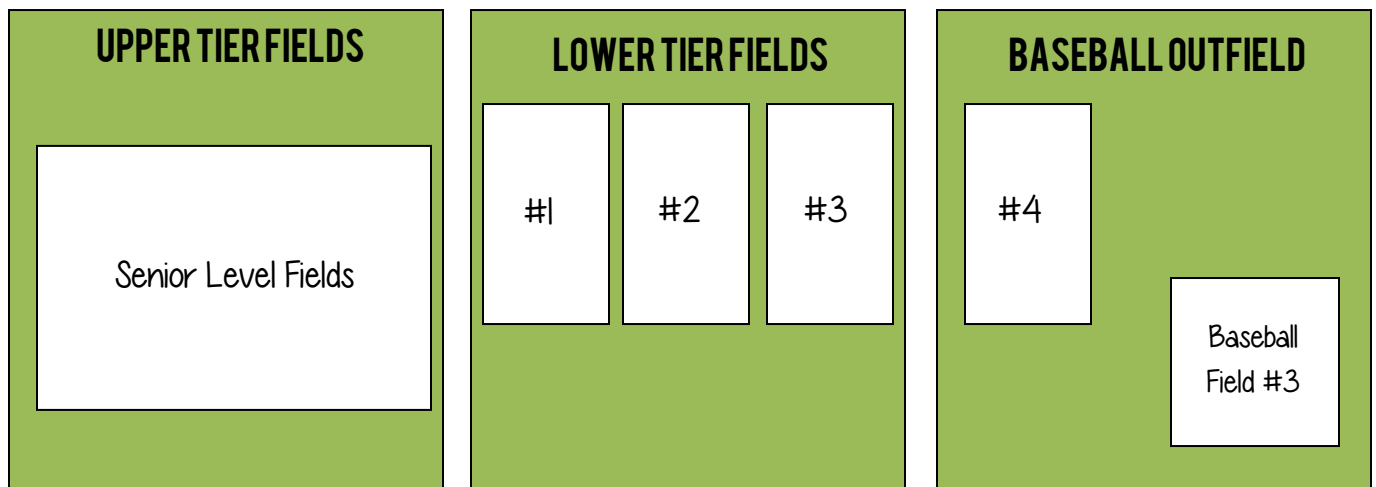 UPPER TIER FIELDS
Senior Level Fields
LOWER TIER FIELDS
#1
#2
#3
BASEBALL OUTFIELD
#4
Baseball
Field #3